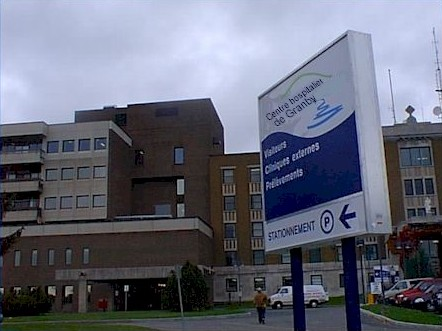 Centre hospitalier
de Granby
Visiteurs
Cliniques externes
Prélèvements
STATIONNEMENT P